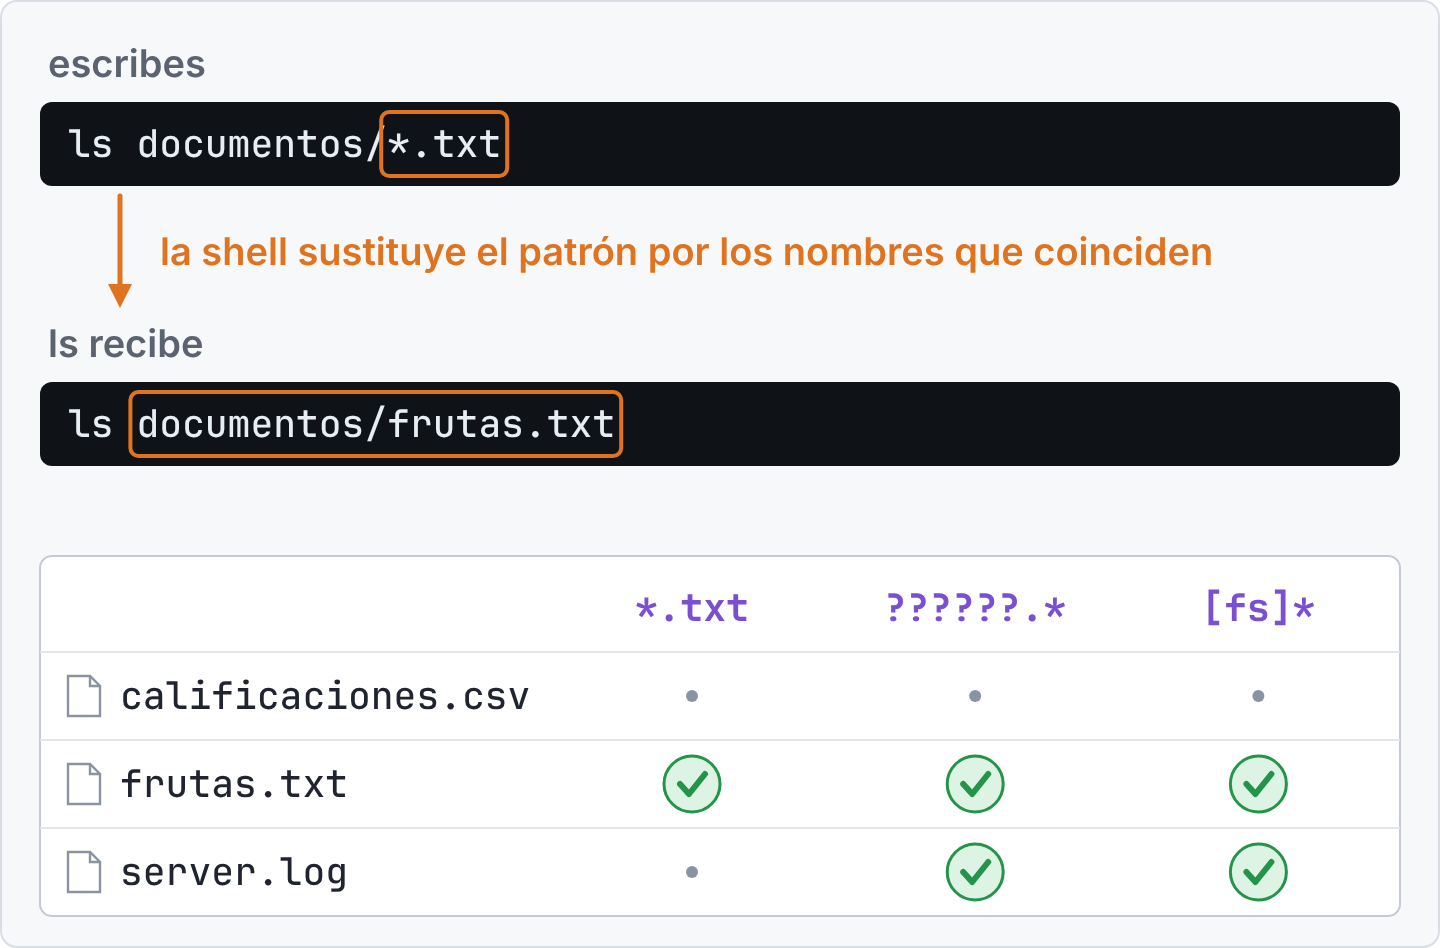 escribes
ls documentos/*.txt
la shell sustituye el patrón por los nombres que coinciden
ls recibe
ls documentos/frutas.txt
*.txt ??????.* [fs]*
calificaciones.csv
frutas.txt
server.log